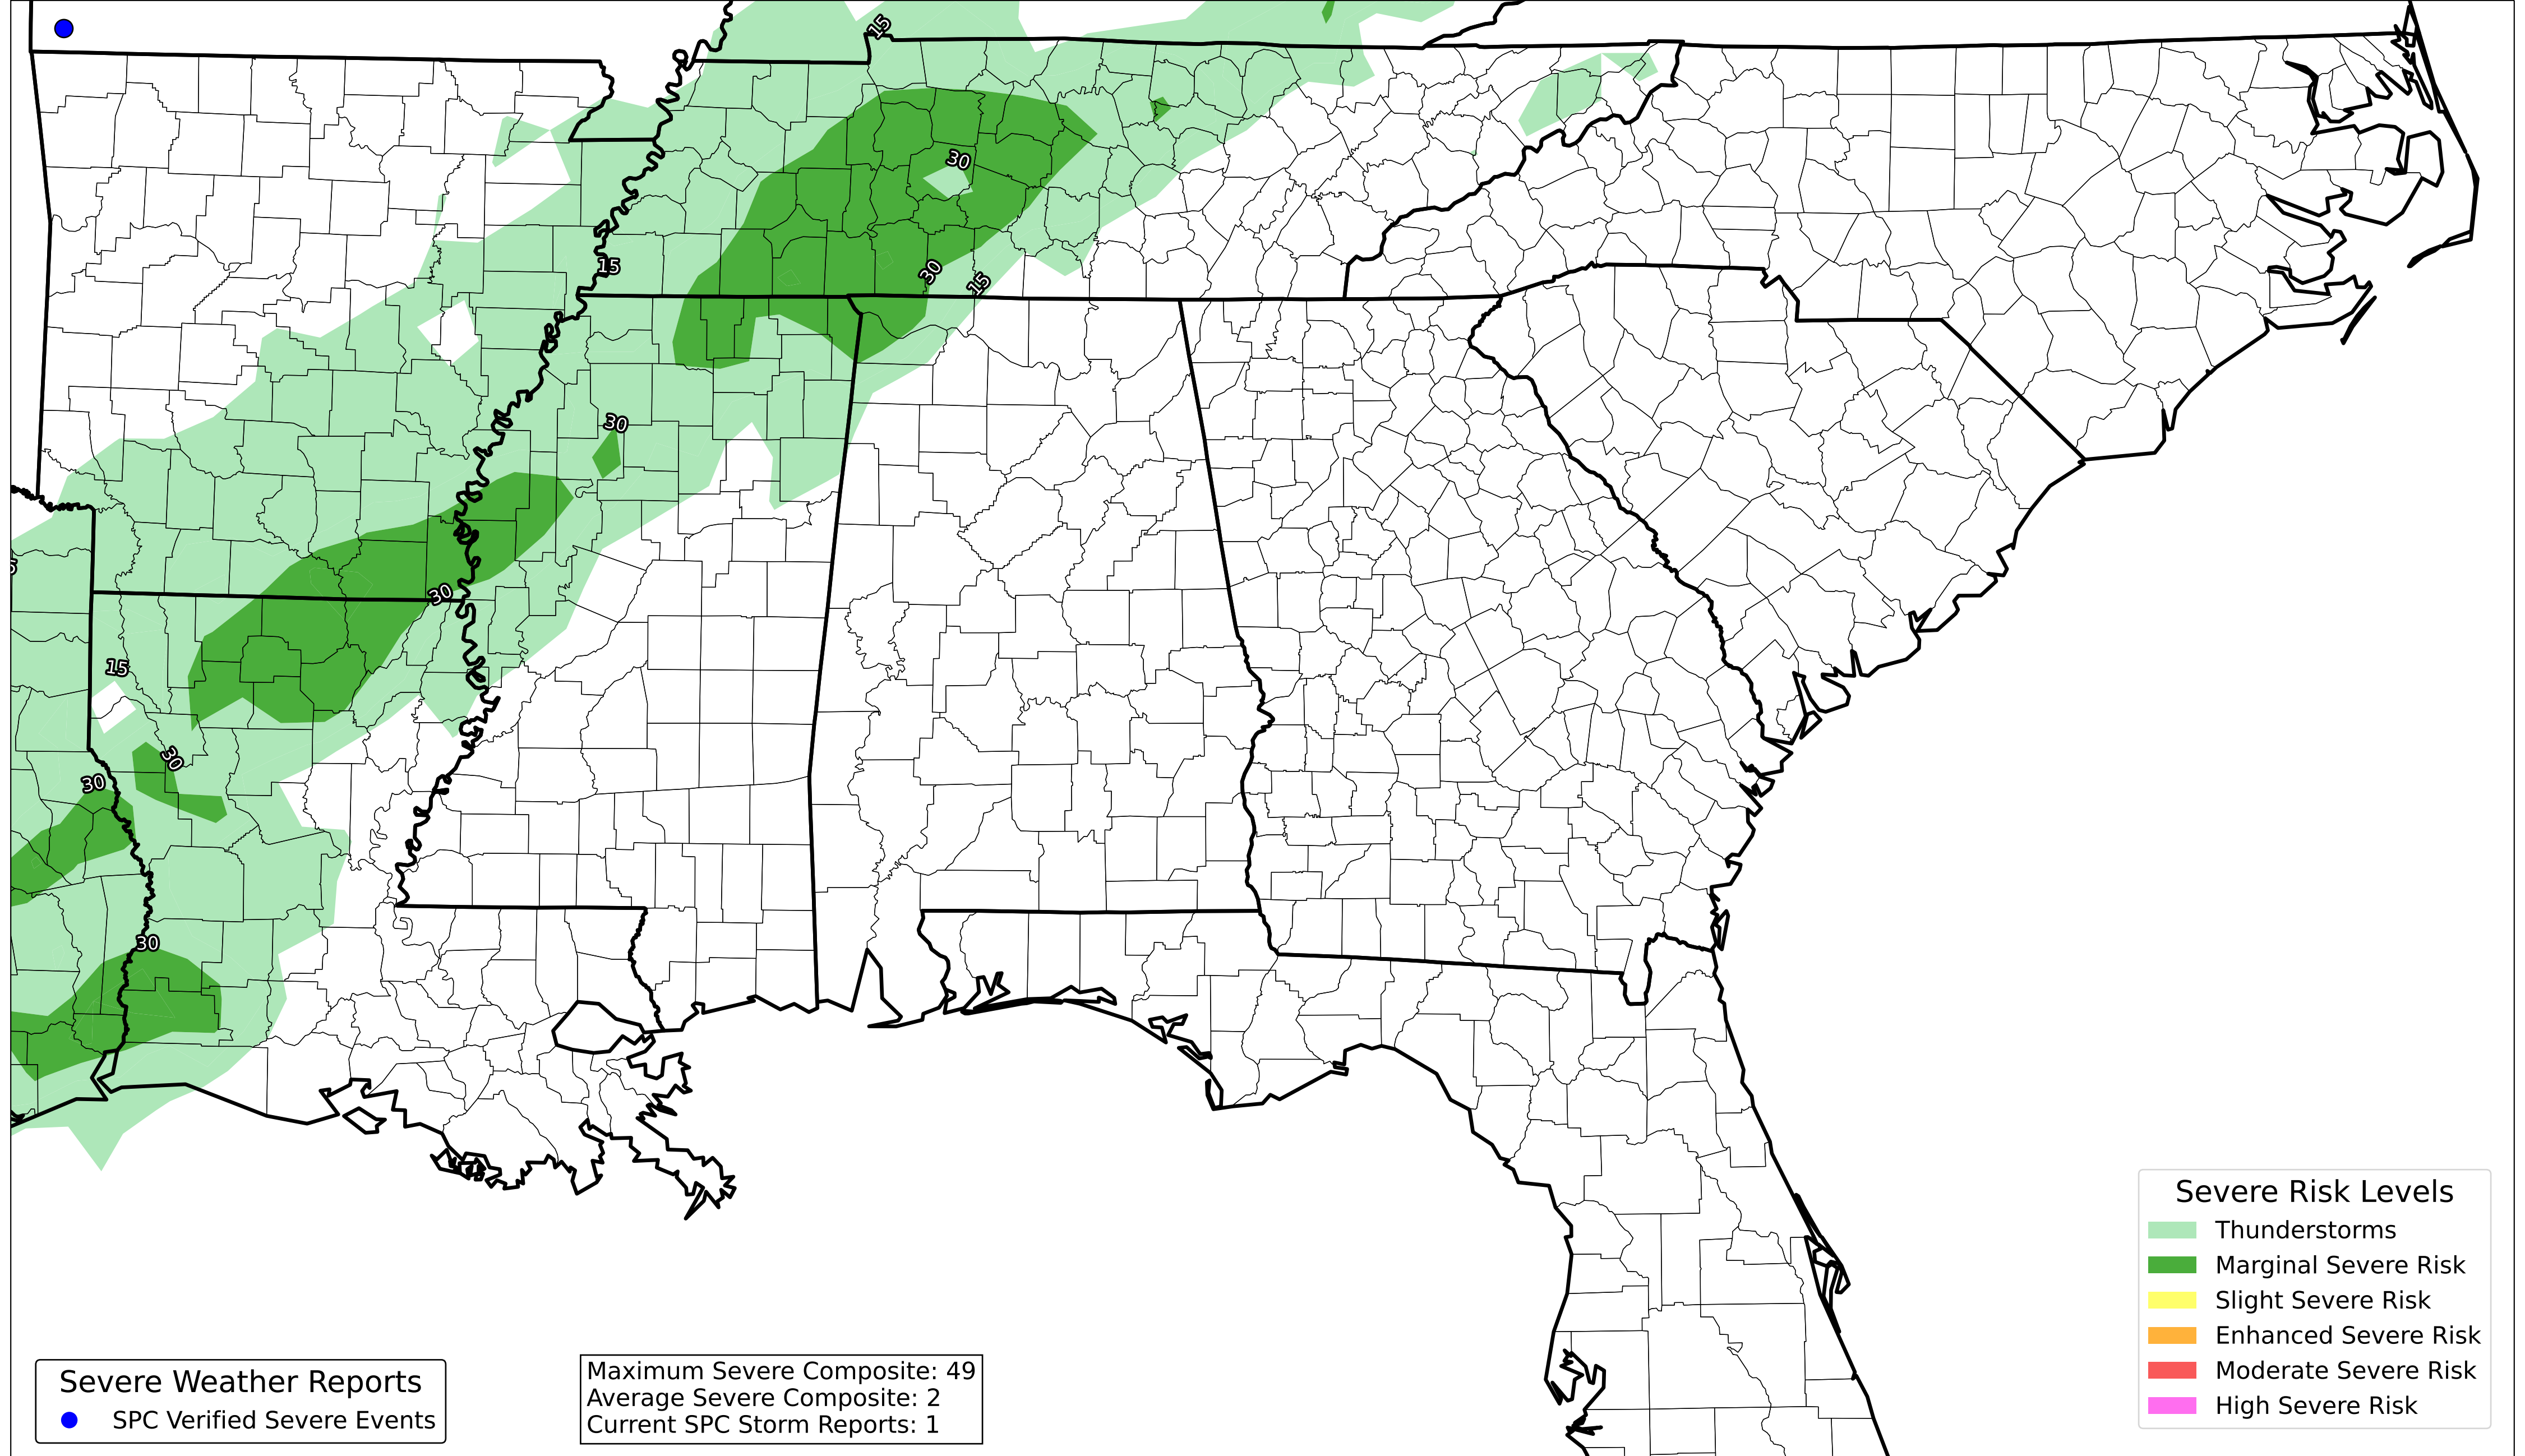 15
30
15
30
15
30
5
30
15
30
30
30
Severe Risk Levels
Thunderstorms
Marginal Severe Risk
Slight Severe Risk
Enhanced Severe Risk
Moderate Severe Risk
High Severe Risk
Severe Weather Reports
SPC Verified Severe Events
Maximum Severe Composite: 49
Average Severe Composite: 2
Current SPC Storm Reports: 1